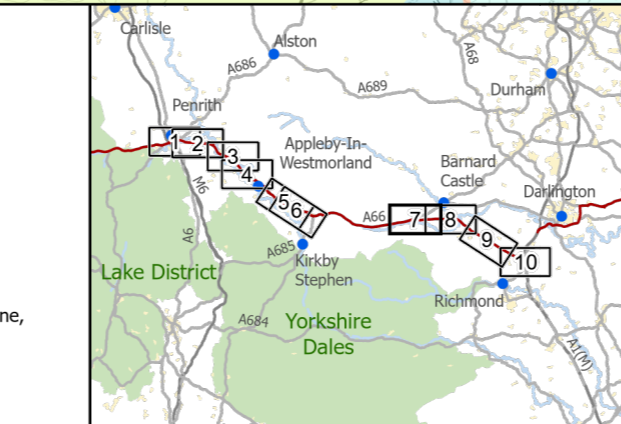 Carlisle
Alston
A68
A686
A689
Durham
Penrith
1
2
3
4
Appleby-In-
Westmorland
Barnard
Castle
Darlington
M6
5
6
A66
7
8
9
10
A6
A685
Kirkby
Stephen
Lake District
Richmond
ne,
A684
Yorkshire
Dales
A1(M)